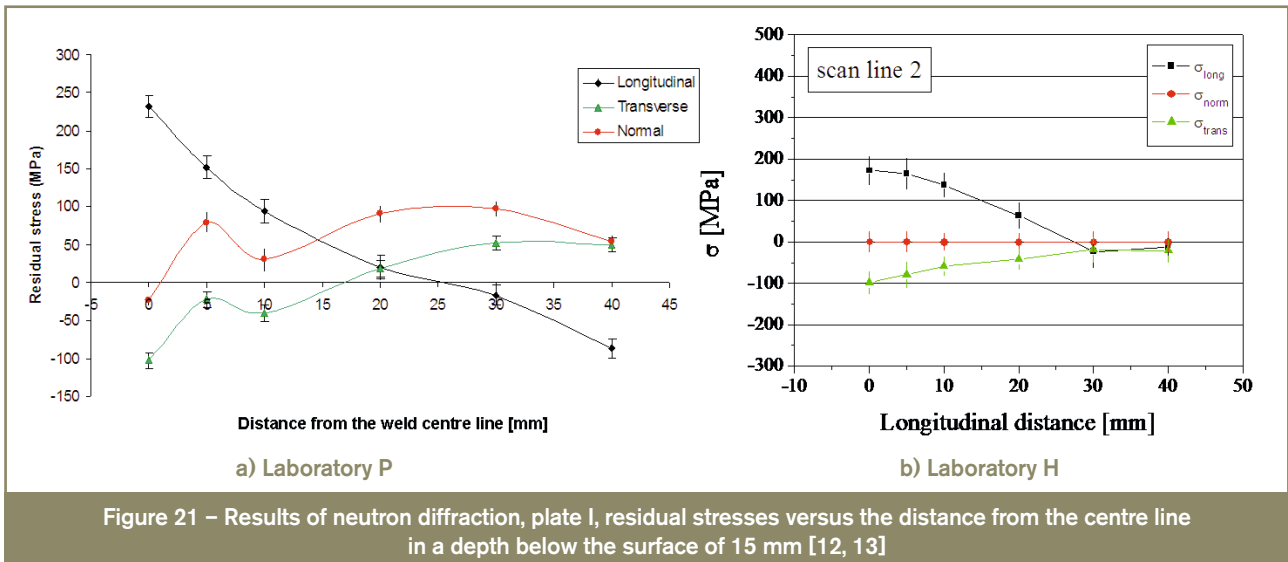 300
250
200
150
100
50
0
-50
-100
-150
-5
0
5
10
15
20
25
30
35
40
45
Residual stress (MPa)
Longitudinal
Transverse
Normal
Distance from the weld centre line [mm]
a) Laboratory P
500
400
300
200
100
0
-100
-200
-300
-10
0
10
20
30
40
50
σ [MPa]
scan line 2
σlong
σnorm
σtrans
Longitudinal distance [mm]
b) Laboratory H
Figure 21 – Results of neutron diffraction, plate I, residual stresses versus the distance from the centre line
in a depth below the surface of 15 mm [12, 13]